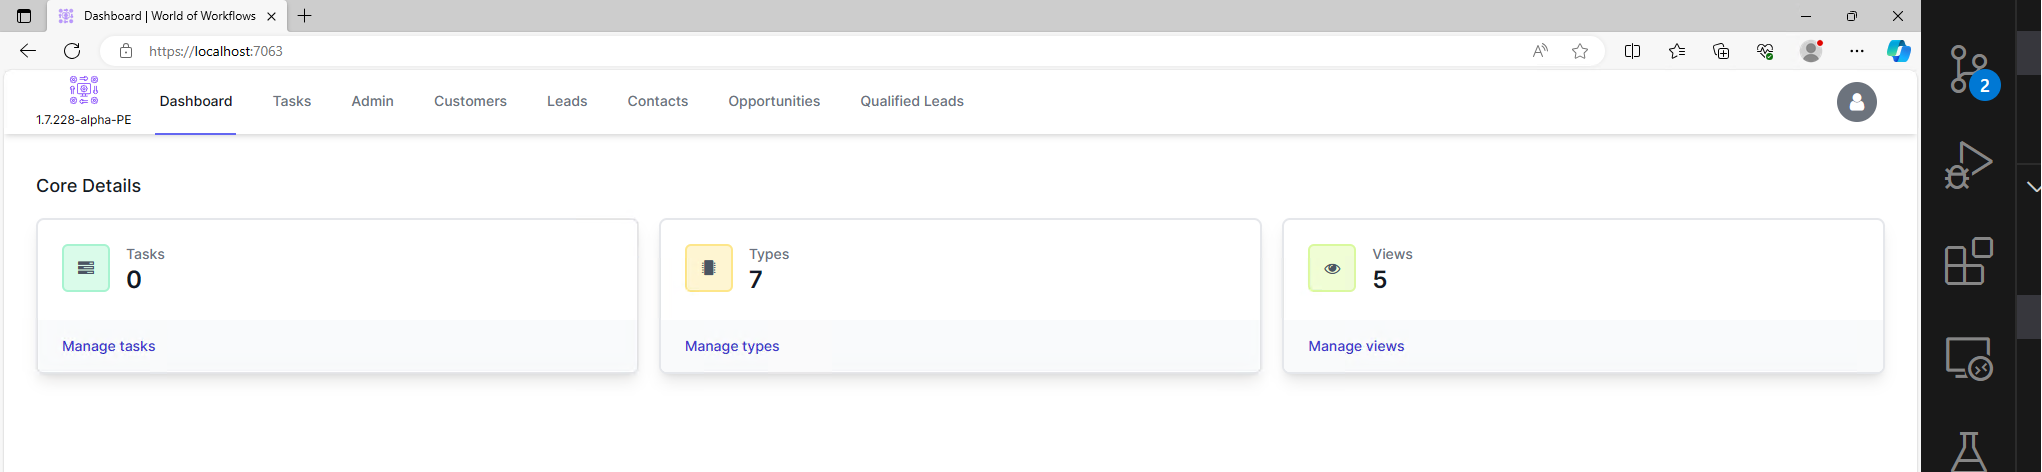 Dashboard | World of Workflows
https://localhost:7063
Dashboard Tasks Admin Customers Leads Contacts Opportunities Qualified Leads
1.7.228-alpha-PE
2
Core Details
Tasks
0
Manage tasks
Types
7
Manage types
Views
5
Manage views